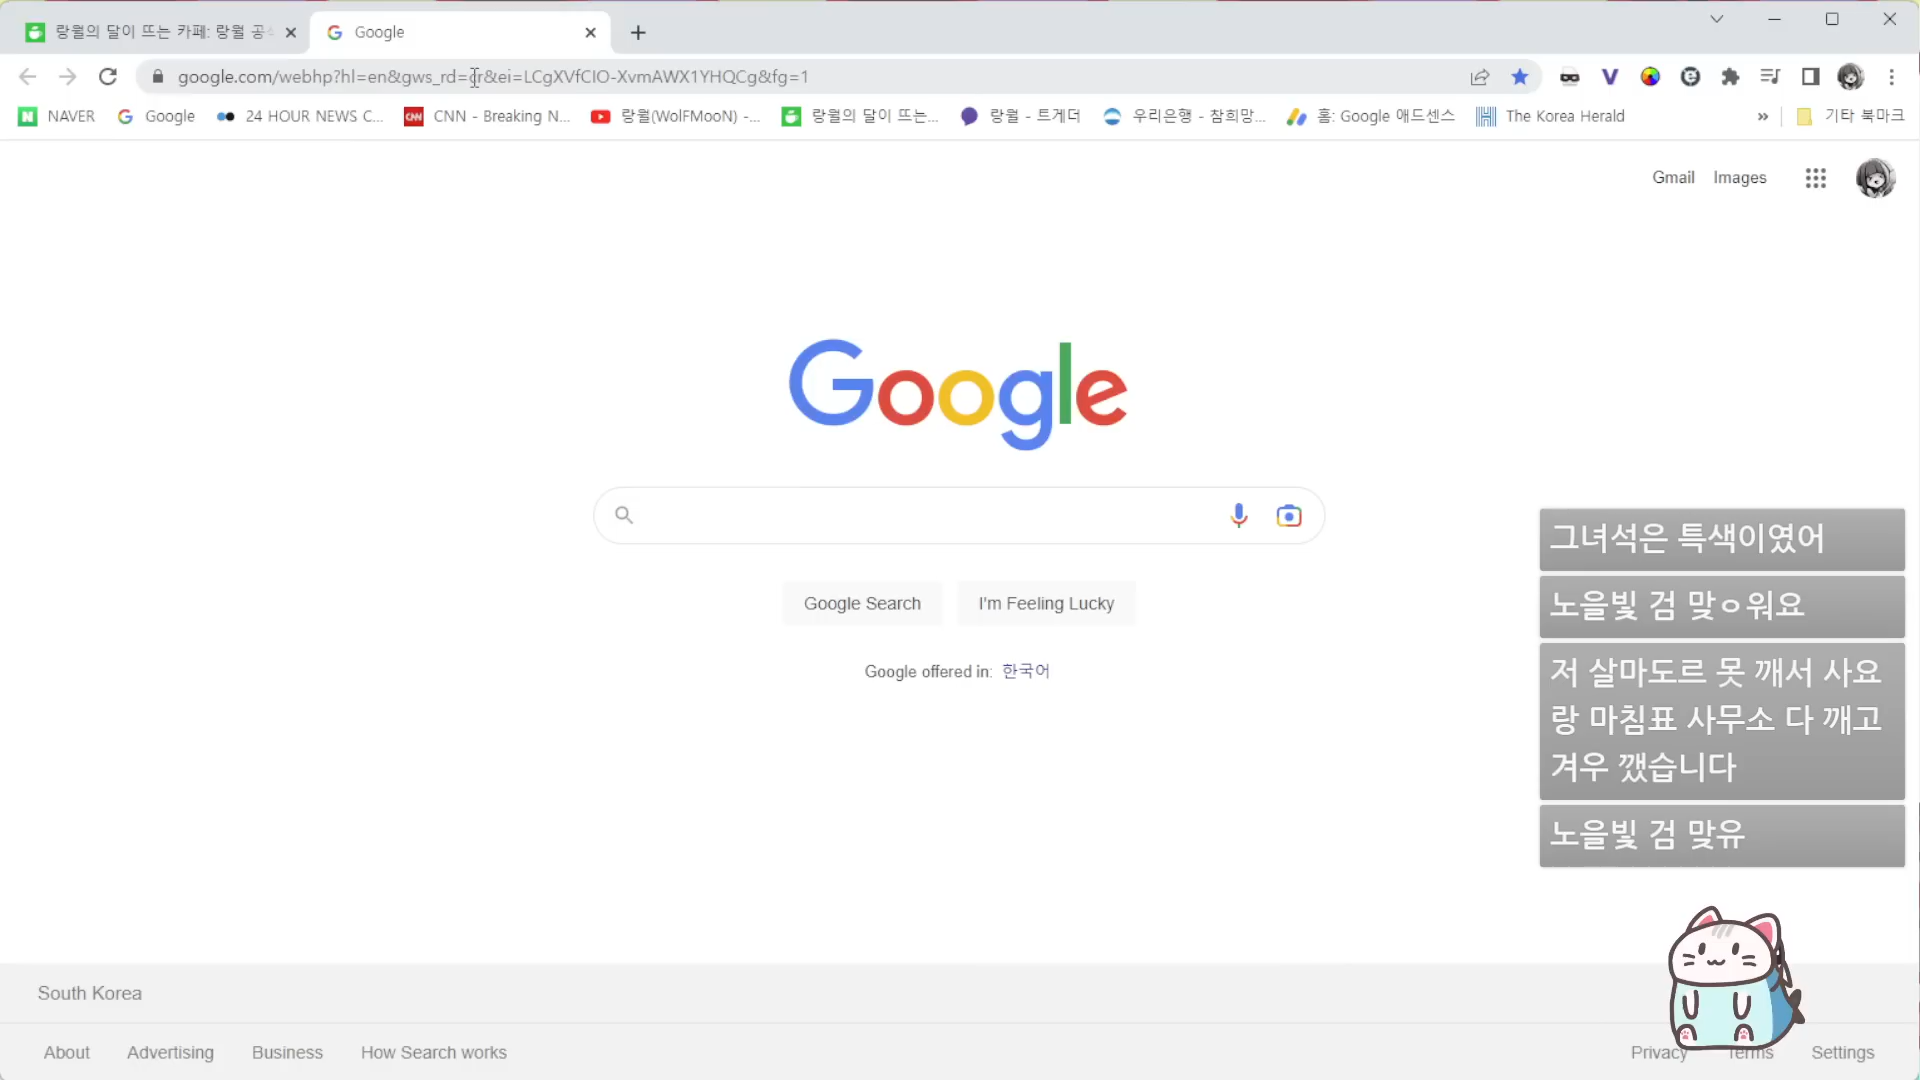 랑월의 달이 뜨는 카페: 랑월 공식
Google
google.com/webhp?hl=en&gws_rd=cr&ei=LCgXVfCIO-XvmAWX1YHQCg&fg=1
NAVER
Google
24 HOUR NEWS C...
CNN - Breaking N...
랑월(WolFMooN) -...
랑월의 달이 뜨는...
랑월 - 트게더
우리은행 - 참희망...
홈: Google 애드센스
The Korea Herald
»
기타 북마크
Gmail
Images
Google
Google Search
I'm Feeling Lucky
Google offered in: 한국어
그녀석은 특색이였어
노을빛 검 맞ㅇ워요
저 살마도르 못 깨서 사요
랑 마침표 사무소 다 깨고
겨우 깼습니다
노을빛 검 맞유
South Korea
About
Advertising
Business
How Search works
Privacy
Terms
Settings